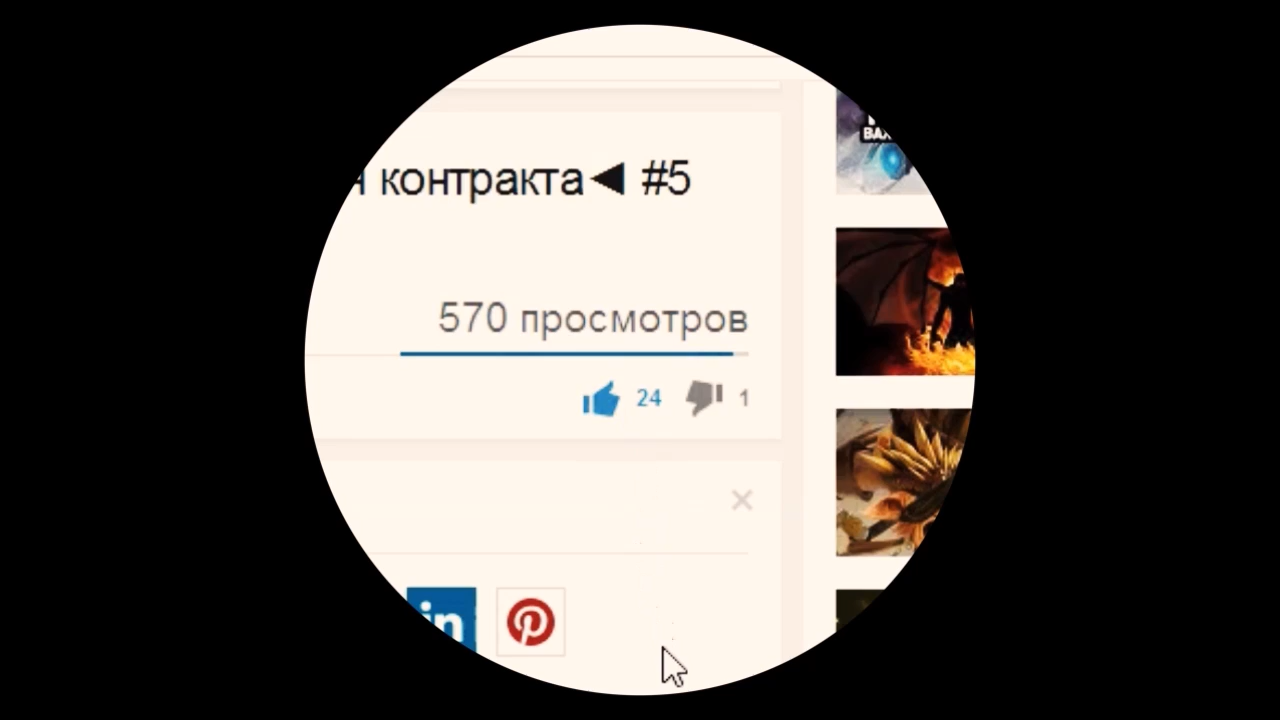 контракта◄ #5
570 просмотров
24 1
in